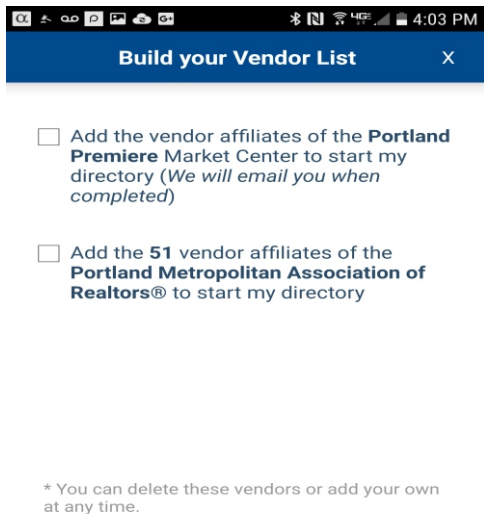 4GE 4:03 PM
Build your Vendor List X
Add the vendor affiliates of the Portland
Premiere Market Center to start my
directory (We will email you when
completed)
Add the 51 vendor affiliates of the
Portland Metropolitan Association of
Realtors® to start my directory
* You can delete these vendors or add your own
at any time.